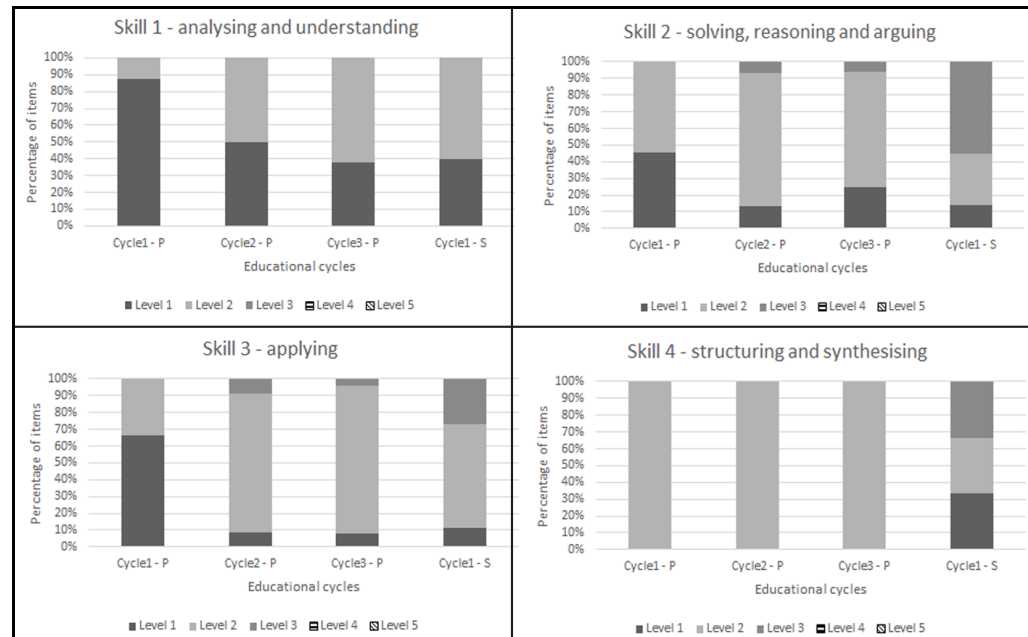 Skill 1 - analysing and understanding
100%
90%
80%
70%
60%
50%
40%
30%
20%
10%
0%
Percentage of items
Cycle1 - P Cycle2 - P Cycle3 - P Cycle1 - S
Educational cycles
Level 1 Level 2 Level 3 Level 4 Level 5
Skill 2 - solving, reasoning and arguing
100%
90%
80%
70%
60%
50%
40%
30%
20%
10%
0%
Percentage of items
Cycle1 - P Cycle2 - P Cycle3 - P Cycle1 - S
Educational cycles
Level 1 Level 2 Level 3 Level 4 Level 5
Skill 3 - applying
100%
90%
80%
70%
60%
50%
40%
30%
20%
10%
0%
Percentage of items
Cycle1 - P Cycle2 - P Cycle3 - P Cycle1 - S
Educational cycles
Level 1 Level 2 Level 3 Level 4 Level 5
Skill 4 - structuring and synthesising
100%
90%
80%
70%
60%
50%
40%
30%
20%
10%
0%
Percentage of items
Cycle1 - P Cycle2 - P Cycle3 - P Cycle1 - S
Educational cycles
Level 1 Level 2 Level 3 Level 4 Level 5